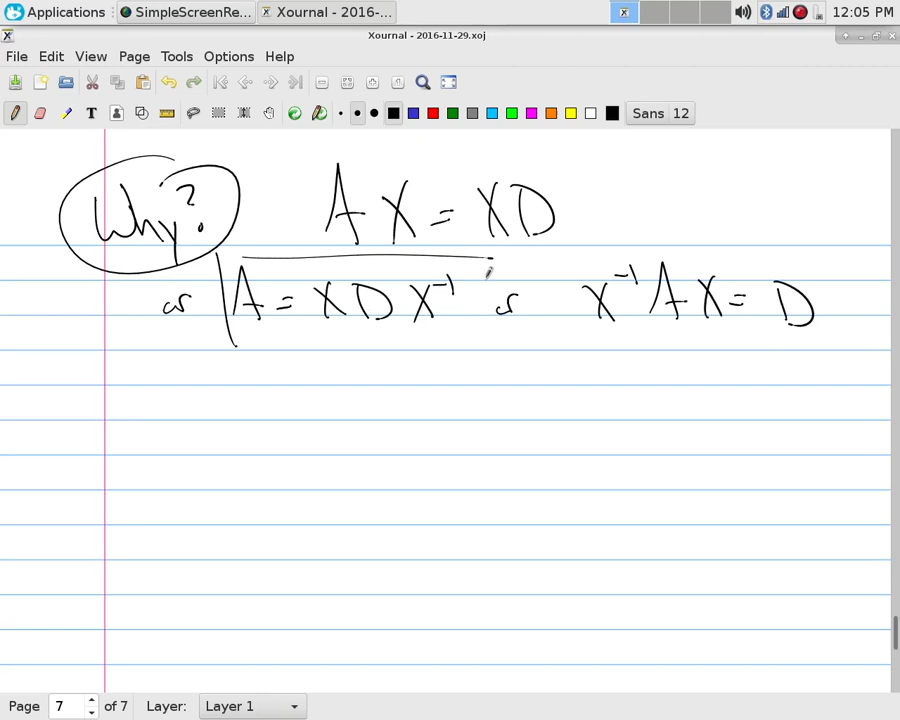 Applications SimpleScreenRe... Xournal - 2016-... 12:05 PM
Xournal - 2016-11-29.xoj
File Edit View Page Tools Options Help
T Sans 12
Why? AX = XD
or A = XDX⁻¹ or X⁻¹AX = D
Page 7 of 7 Layer: Layer 1